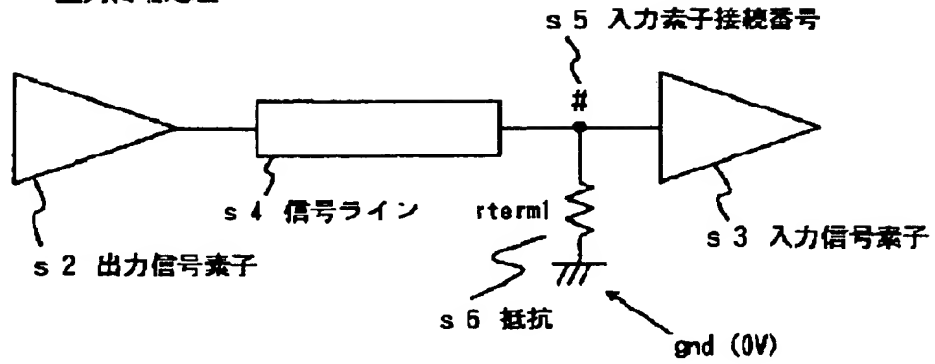 s 5 入力素子接続番号
#
s 4 信号ライン
rterm1
s 3 入力信号素子
s 2 出力信号素子
s 6 抵抗
gnd (0V)